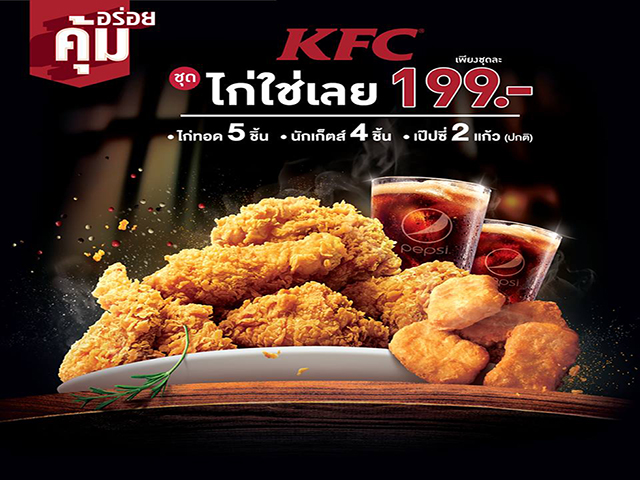 อร่อย
คุ้ม
KFC
เพียงชุดละ
ชุด ไก่ใช่เลย 199.-
• ไก่ทอด 5 ชิ้น • นักเก็ตส์ 4 ชิ้น • เป๊ปซี่ 2 แก้ว (ปกติ)
pepsi.
pepsi.